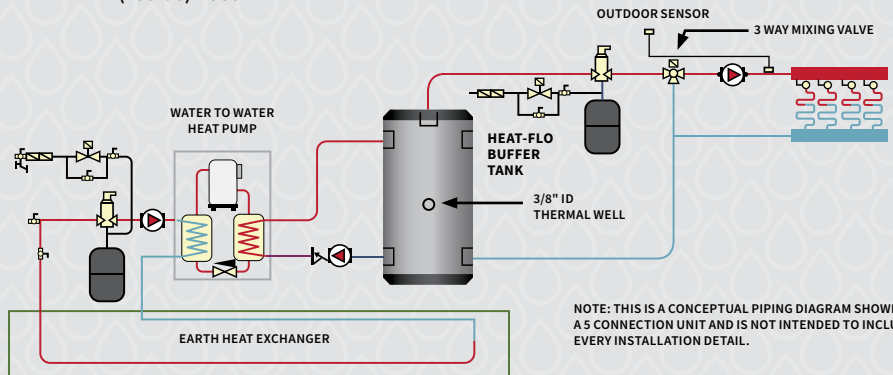 OUTDOOR SENSOR
3 WAY MIXING VALVE
WATER TO WATER
HEAT PUMP
HEAT-FLO
BUFFER
TANK
3/8" ID
THERMAL WELL
EARTH HEAT EXCHANGER
NOTE: THIS IS A CONCEPTUAL PIPING DIAGRAM
A 5 CONNECTION UNIT AND IS NOT INTENDED TO
EVERY INSTALLATION DETAIL.